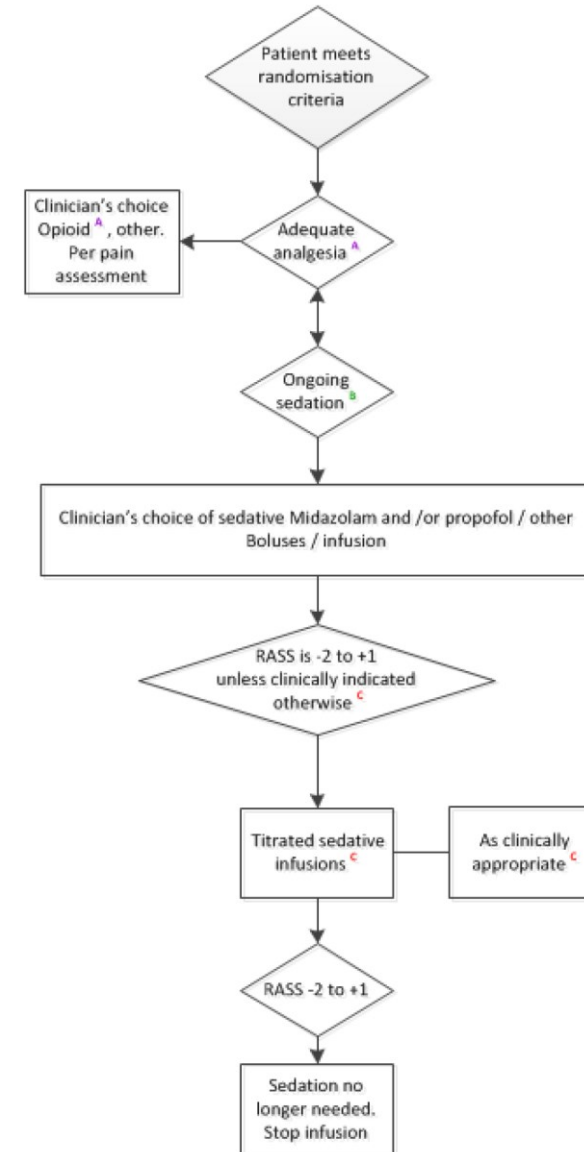 Patient meets
randomisation
criteria
Clinician's choice
Opioid A , other.
Per pain
assessment
Adequate
analgesia A
Ongoing
sedation B
Clinician's choice of sedative Midazolam and /or propofol / other
Boluses / infusion
RASS is -2 to +1
unless clinically indicated
otherwise C
Titrated sedative
infusions C
As clinically
appropriate C
RASS -2 to +1
Sedation no
longer needed.
Stop infusion